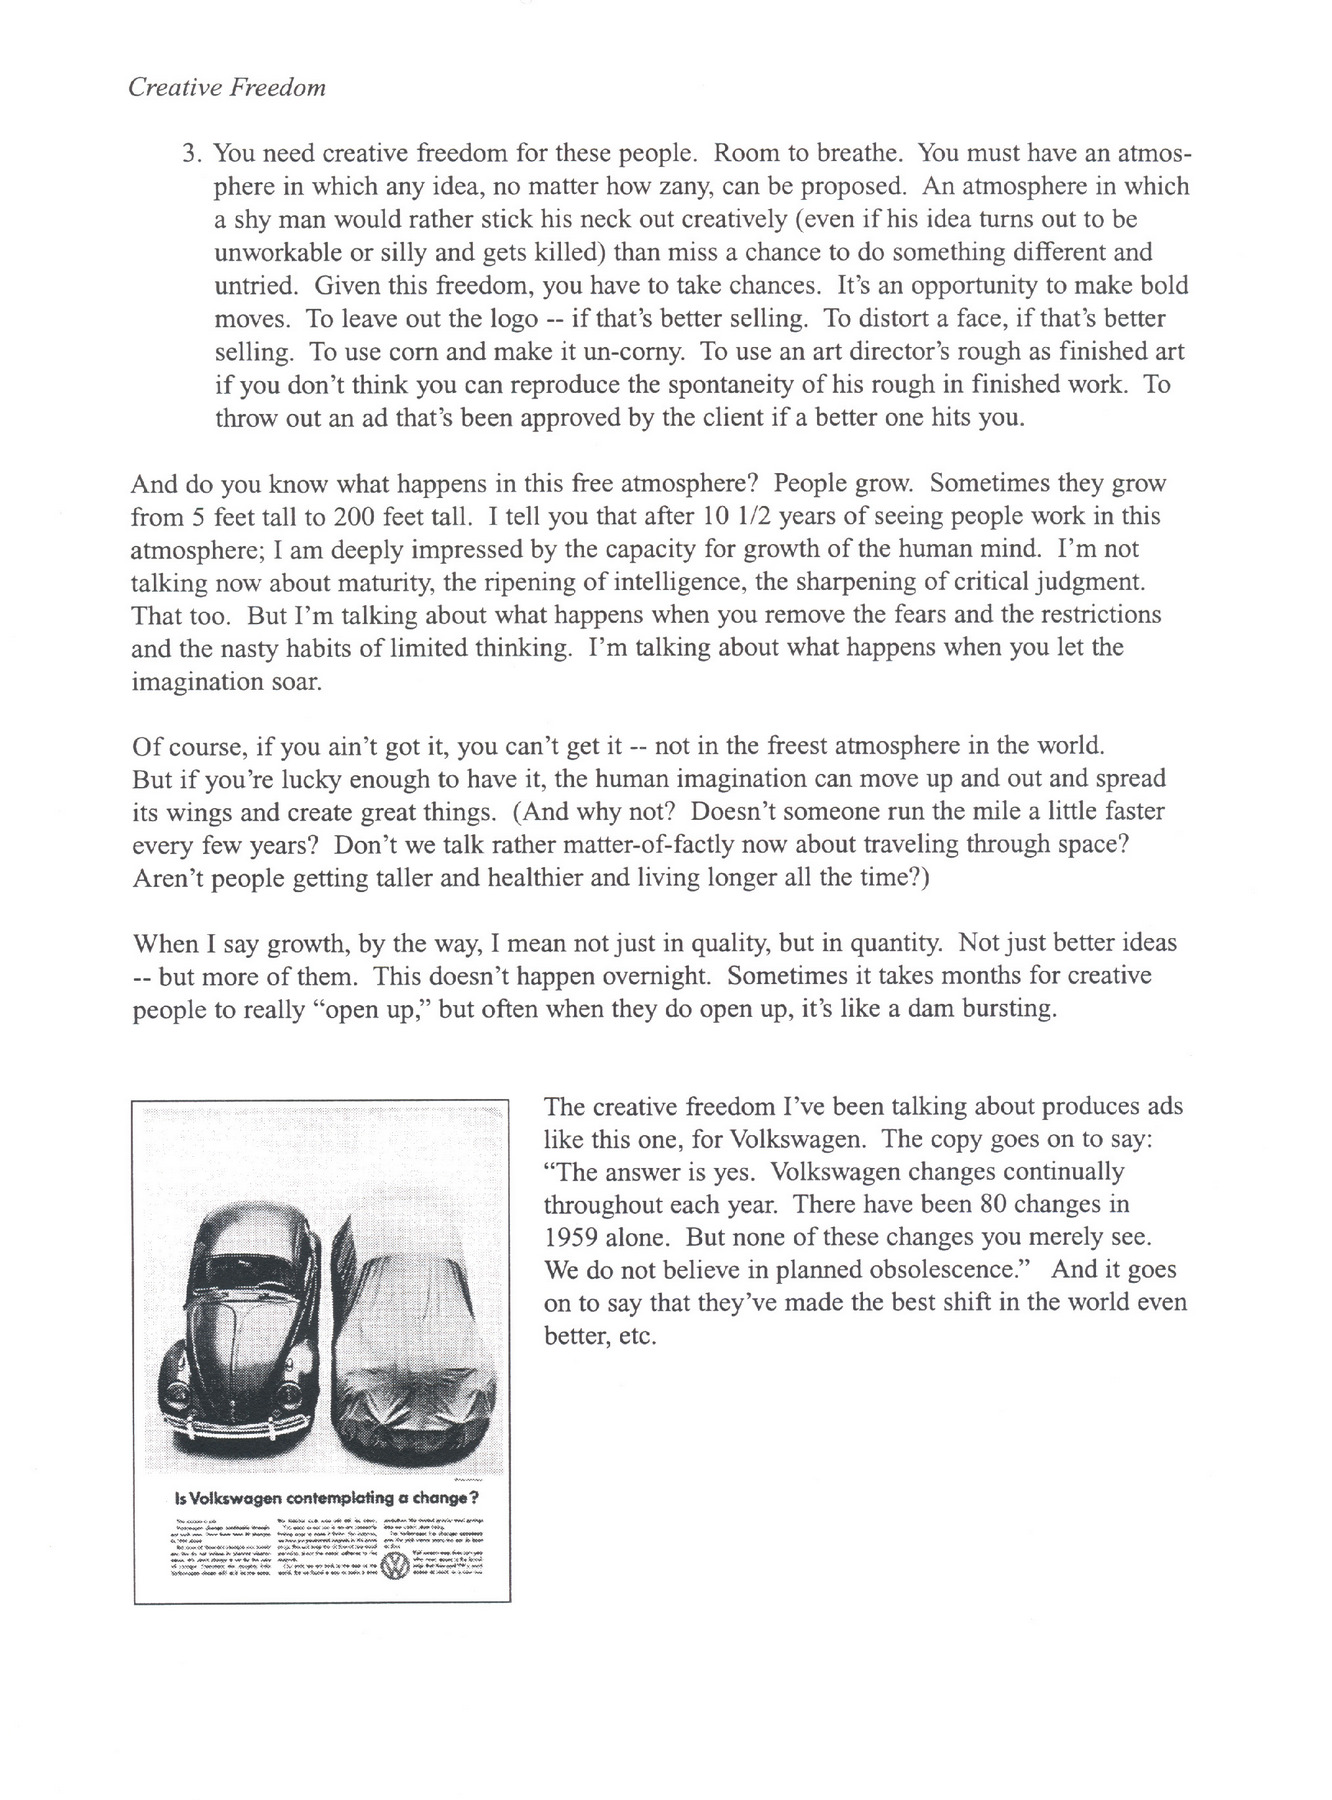 Creative Freedom
3. You need creative freedom for these people. Room to breathe. You must have an atmos-
phere in which any idea, no matter how zany, can be proposed. An atmosphere in which
a shy man would rather stick his neck out creatively (even if his idea turns out to be
unworkable or silly and gets killed) than miss a chance to do something different and
untried. Given this freedom, you have to take chances. It's an opportunity to make bold
moves. To leave out the logo -- if that's better selling. To distort a face, if that's better
selling. To use corn and make it un-corny. To use an art director's rough as finished art
if you don't think you can reproduce the spontaneity of his rough in finished work. To
throw out an ad that's been approved by the client if a better one hits you.
And do you know what happens in this free atmosphere? People grow. Sometimes they grow
from 5 feet tall to 200 feet tall. I tell you that after 10 1/2 years of seeing people work in this
atmosphere; I am deeply impressed by the capacity for growth of the human mind. I'm not
talking now about maturity, the ripening of intelligence, the sharpening of critical judgment.
That too. But I'm talking about what happens when you remove the fears and the restrictions
and the nasty habits of limited thinking. I'm talking about what happens when you let the
imagination soar.
Of course, if you ain't got it, you can't get it -- not in the freest atmosphere in the world.
But if you're lucky enough to have it, the human imagination can move up and out and spread
its wings and create great things. (And why not? Doesn't someone run the mile a little faster
every few years? Don't we talk rather matter-of-factly now about traveling through space?
Aren't people getting taller and healthier and living longer all the time?)
When I say growth, by the way, I mean not just in quality, but in quantity. Not just better ideas
-- but more of them. This doesn't happen overnight. Sometimes it takes months for creative
people to really “open up,” but often when they do open up, it's like a dam bursting.
The creative freedom I've been talking about produces ads
like this one, for Volkswagen. The copy goes on to say:
“The answer is yes. Volkswagen changes continually
throughout each year. There have been 80 changes in
1959 alone. But none of these changes you merely see.
We do not believe in planned obsolescence.” And it goes
on to say that they've made the best shift in the world even
better, etc.
Is Volkswagen contemplating a change?